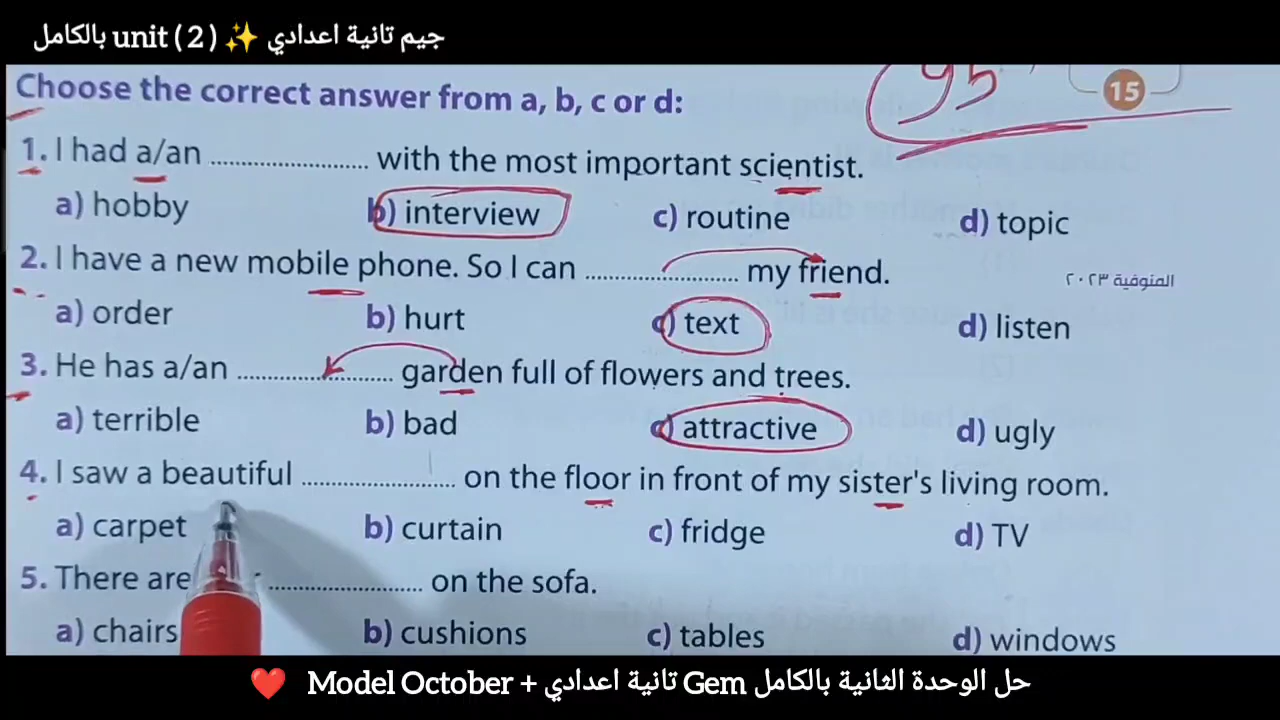 جيم تانية اعدادي ✨ unit ( 2 ) بالكامل
95
15
Choose the correct answer from a, b, c or d:
1. I had a/an ........................... with the most important scientist.
a) hobby b) interview c) routine d) topic
2. I have a new mobile phone. So I can .......................... my friend.
المنوفية ٢٠٢٣
a) order b) hurt c) text d) listen
3. He has a/an .......................... garden full of flowers and trees.
a) terrible b) bad c) attractive d) ugly
4. I saw a beautiful .......................... on the floor in front of my sister's living room.
a) carpet b) curtain c) fridge d) TV
5. There are .......................... on the sofa.
a) chairs b) cushions c) tables d) windows
حل الوحدة الثانية بالكامل Gem تانية اعدادي + Model October ❤️